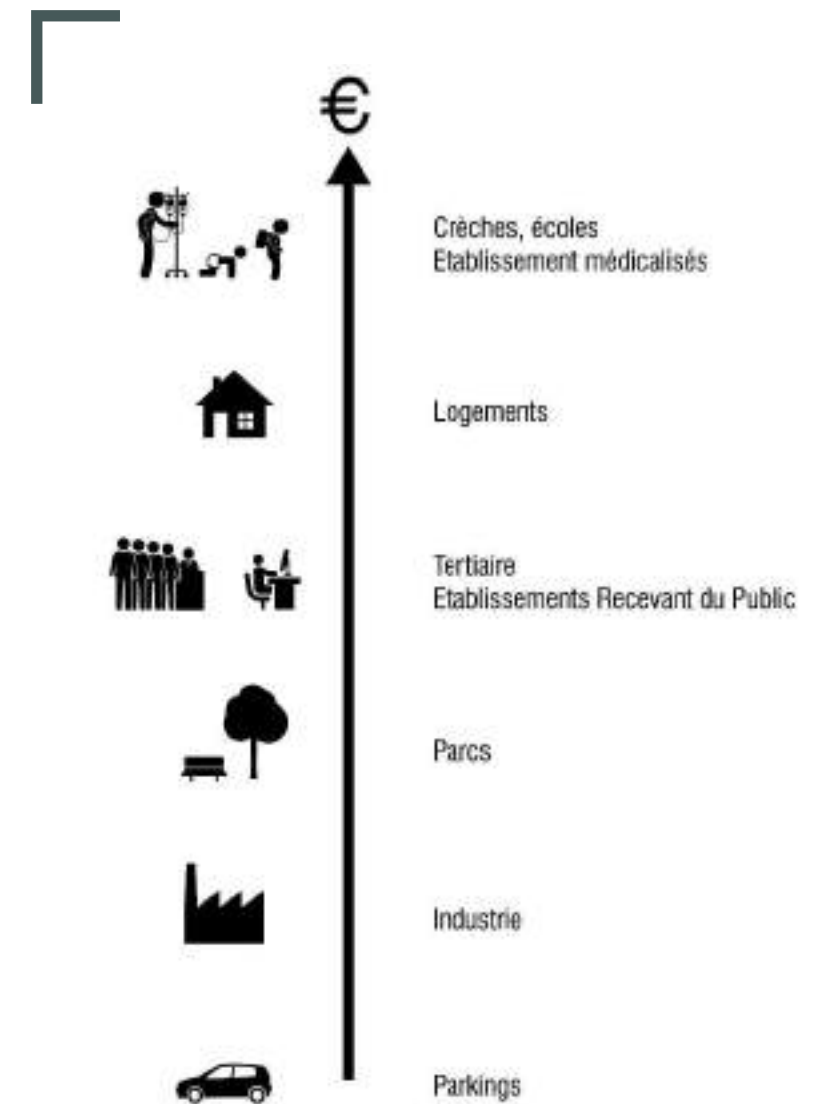 €
Crèches, écoles
Etablissement médicalisés
Logements
Tertiaire
Etablissements Recevant du Public
Parcs
Industrie
Parkings